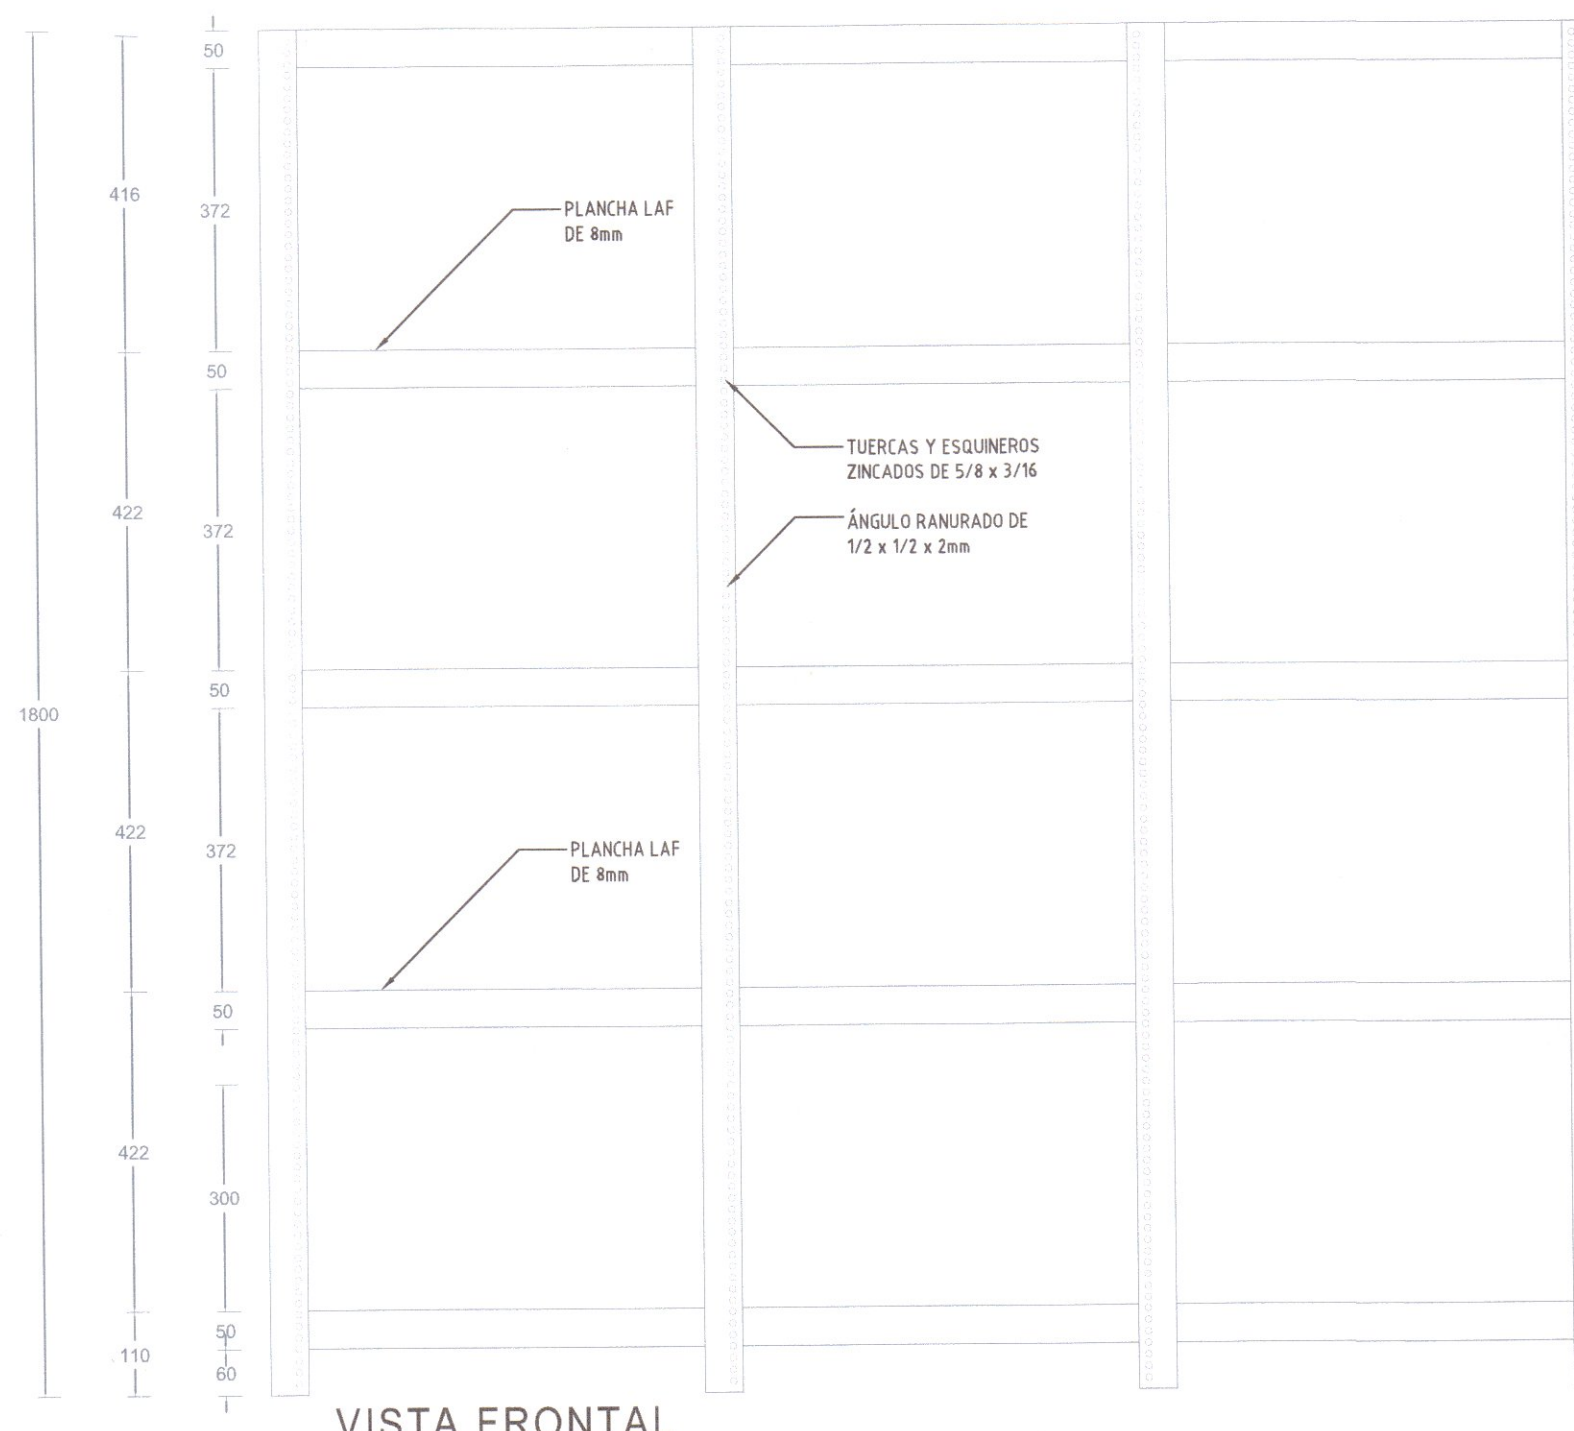 50
416
372
PLANCHA LAF
DE 8mm
50
TUERCAS Y ESQUINEROS
ZINCADOS DE 5/8 x 3/16
422
372
ÁNGULO RANURADO DE
1/2 x 1/2 x 2mm
50
1800
422
372
PLANCHA LAF
DE 8mm
50
422
300
50
110
60
VISTA FRONTAL